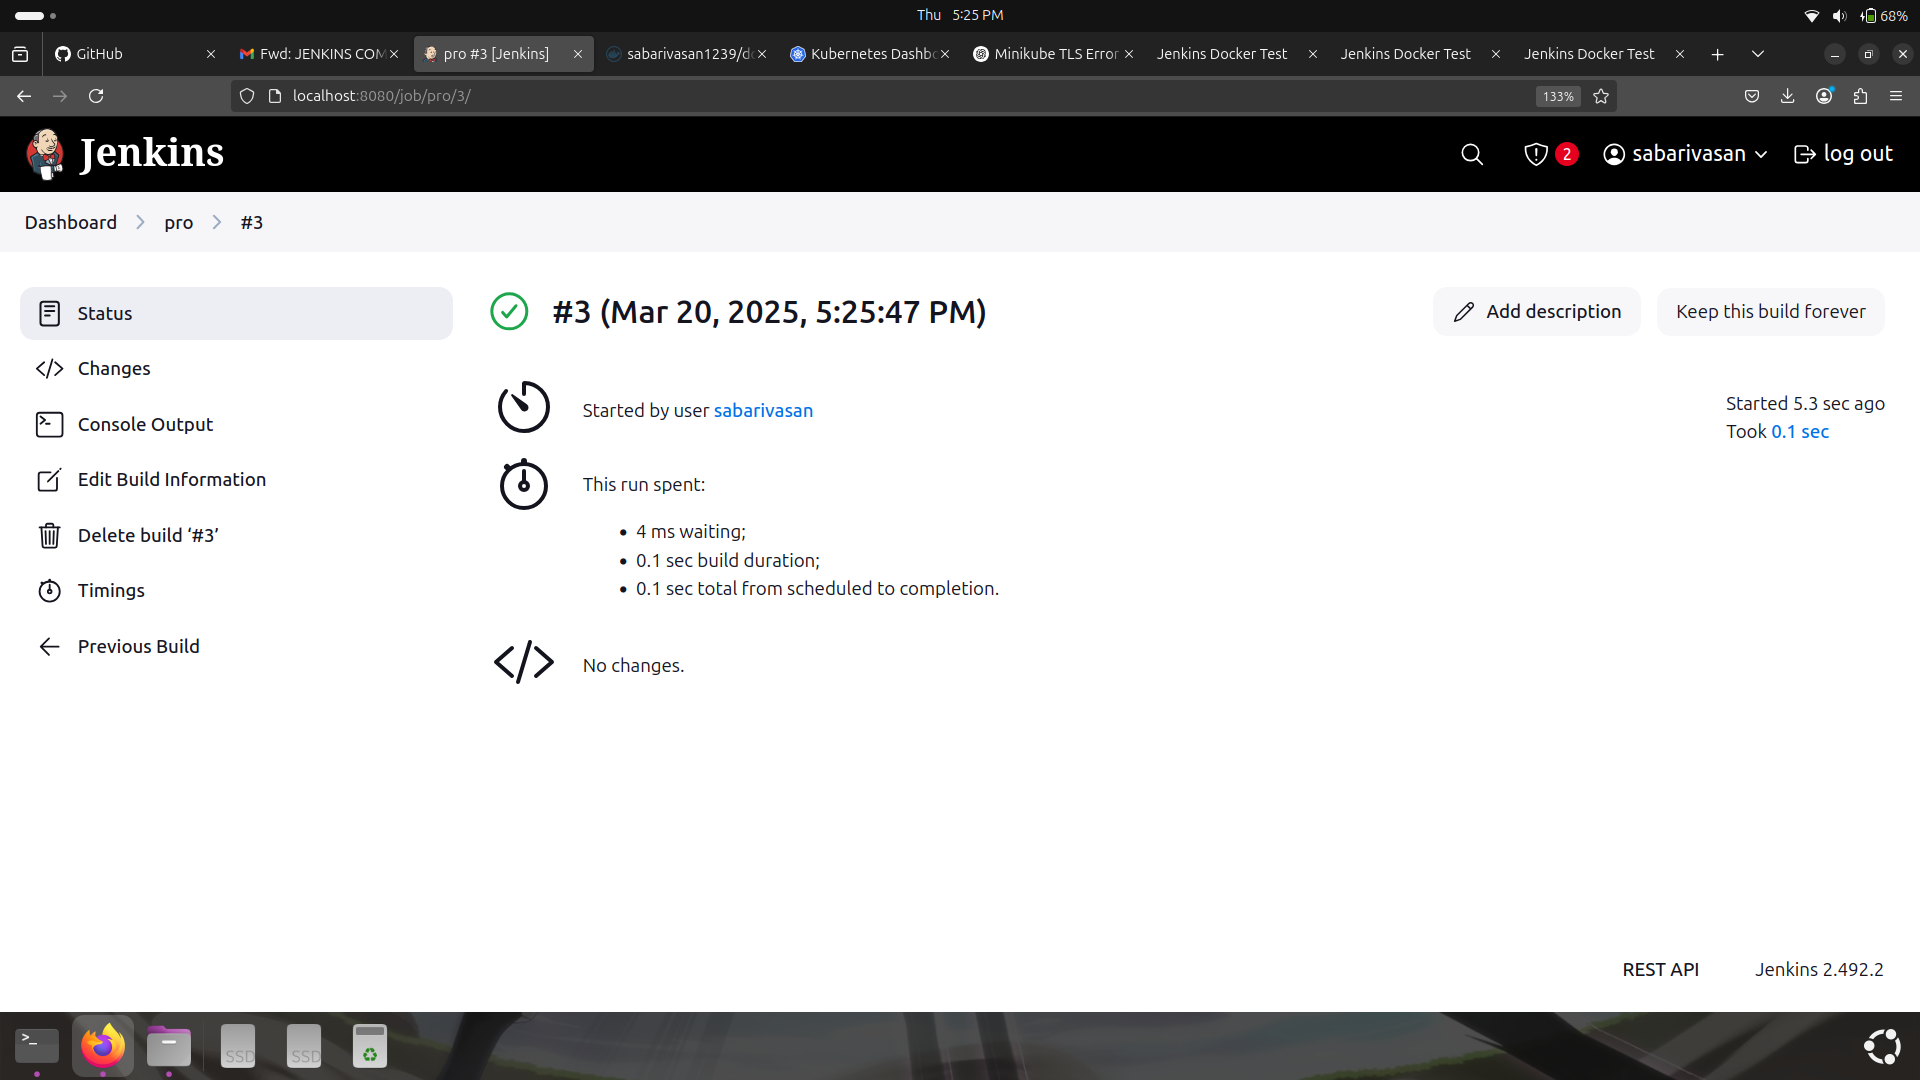 Thu 5:25 PM
68%
GitHub
Fwd: JENKINS COM
pro #3 [Jenkins]
sabarivasan1239/do
Kubernetes Dashbo
Minikube TLS Error
Jenkins Docker Test
Jenkins Docker Test
Jenkins Docker Test
localhost:8080/job/pro/3/
133%
Jenkins
2
sabarivasan
log out
Dashboard
pro
#3
Status
Changes
Console Output
Edit Build Information
Delete build ‘#3’
Timings
Previous Build
#3 (Mar 20, 2025, 5:25:47 PM)
Add description
Keep this build forever
Started by user sabarivasan
Started 5.3 sec ago
Took 0.1 sec
This run spent:
4 ms waiting;
0.1 sec build duration;
0.1 sec total from scheduled to completion.
No changes.
REST API
Jenkins 2.492.2
SSD
SSD